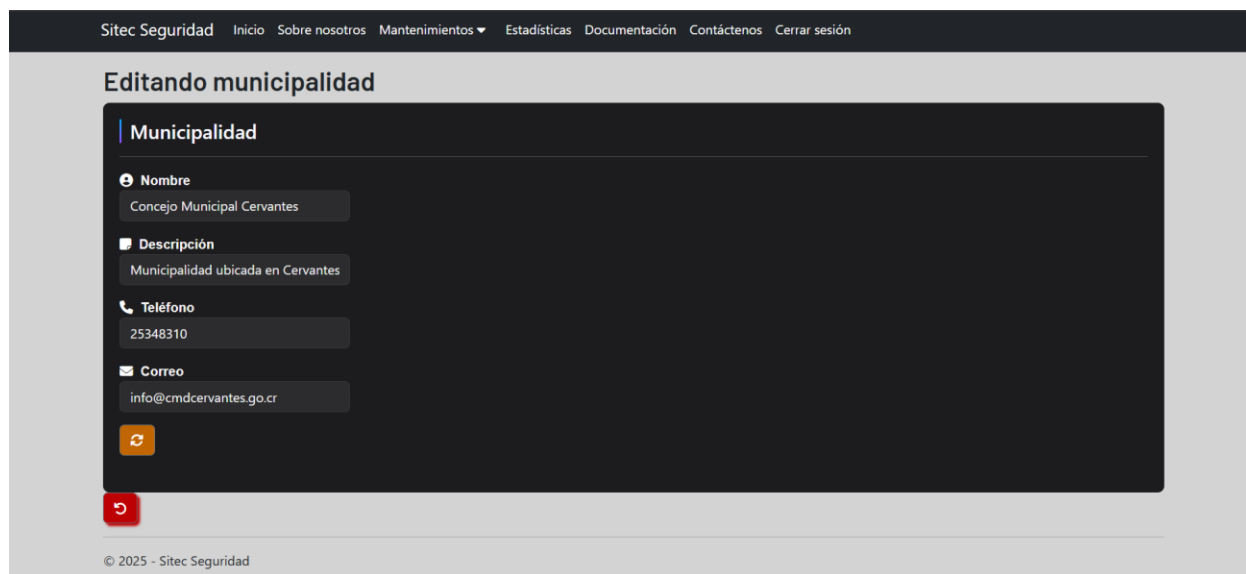 Sitec Seguridad Inicio Sobre nosotros Mantenimientos Estadísticas Documentación Contáctenos Cerrar sesión
Editando municipalidad
Municipalidad
Nombre
Concejo Municipal Cervantes
Descripción
Municipalidad ubicada en Cervantes
Teléfono
25348310
Correo
info@cmdcervantes.go.cr
© 2025 - Sitec Seguridad